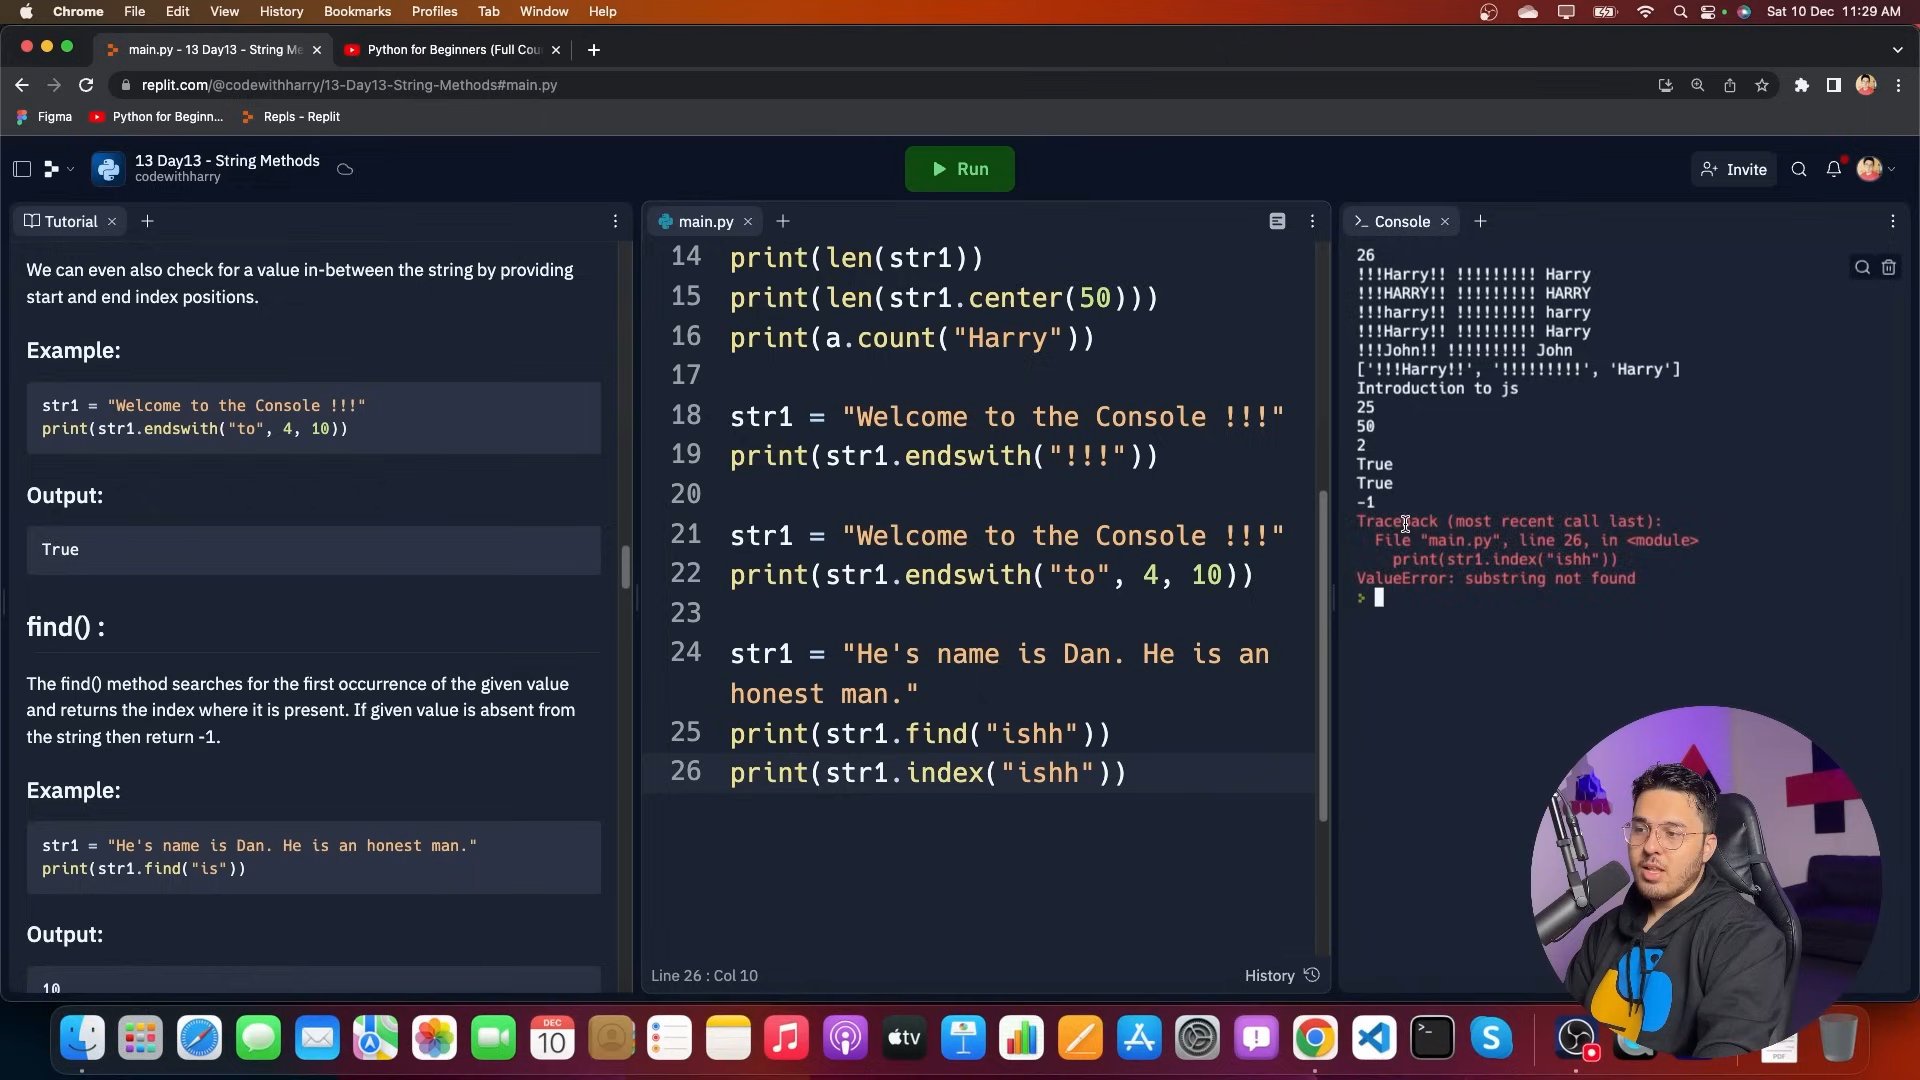 Chrome File Edit View History Bookmarks Profiles Tab Window Help Sat 10 Dec 11:29 AM
main.py - 13 Day13 - String Me
Python for Beginners (Full Cou
replit.com/@codewithharry/13-Day13-String-Methods#main.py
Figma Python for Beginn... Repls - Replit
13 Day13 - String Methods
codewithharry
Run
Invite
Tutorial
We can even also check for a value in-between the string by providing
start and end index positions.
Example:
str1 = "Welcome to the Console !!!"
print(str1.endswith("to", 4, 10))
Output:
True
find() :
The find() method searches for the first occurrence of the given value
and returns the index where it is present. If given value is absent from
the string then return -1.
Example:
str1 = "He's name is Dan. He is an honest man."
print(str1.find("is"))
Output:
10
main.py
14 print(len(str1))
15 print(len(str1.center(50)))
16 print(a.count("Harry"))
17
18 str1 = "Welcome to the Console !!!"
19 print(str1.endswith("!!!"))
20
21 str1 = "Welcome to the Console !!!"
22 print(str1.endswith("to", 4, 10))
23
24 str1 = "He's name is Dan. He is an
honest man."
25 print(str1.find("ishh"))
26 print(str1.index("ishh"))
Line 26 : Col 10
History
Console
26
!!!Harry!! !!!!!!!!! Harry
!!!HARRY!! !!!!!!!!! HARRY
!!!harry!! !!!!!!!!! harry
!!!Harry!! !!!!!!!!! Harry
!!!John!! !!!!!!!!! John
['!!!Harry!!', '!!!!!!!!!', 'Harry']
Introduction to js
25
50
2
True
True
-1
Traceback (most recent call last):
File "main.py", line 26, in <module>
print(str1.index("ishh"))
ValueError: substring not found
DEC
10
tv
PDF